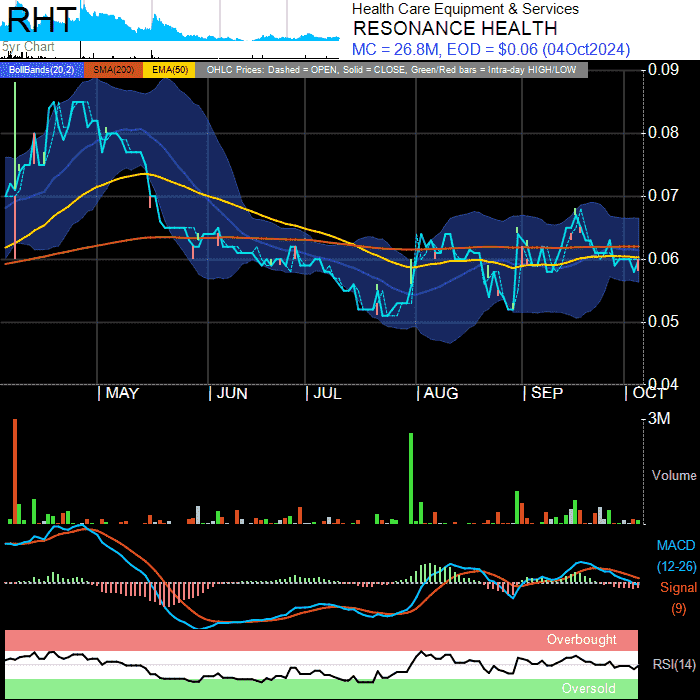 RHT
5yr Chart
Health Care Equipment & Services
RESONANCE HEALTH
MC = 26.8M, EOD = $0.06 (04Oct2024)
BollBands(20,2) SMA(200) EMA(50) OHLC Prices: Dashed = OPEN, Solid = CLOSE, Green/Red bars = Intra-day HIGH/LOW
0.09
0.08
0.07
0.06
0.05
0.04
| MAY | JUN | JUL | AUG | SEP | OCT
3M
Volume
MACD
(12-26)
Signal
(9)
Overbought
RSI(14)
Oversold